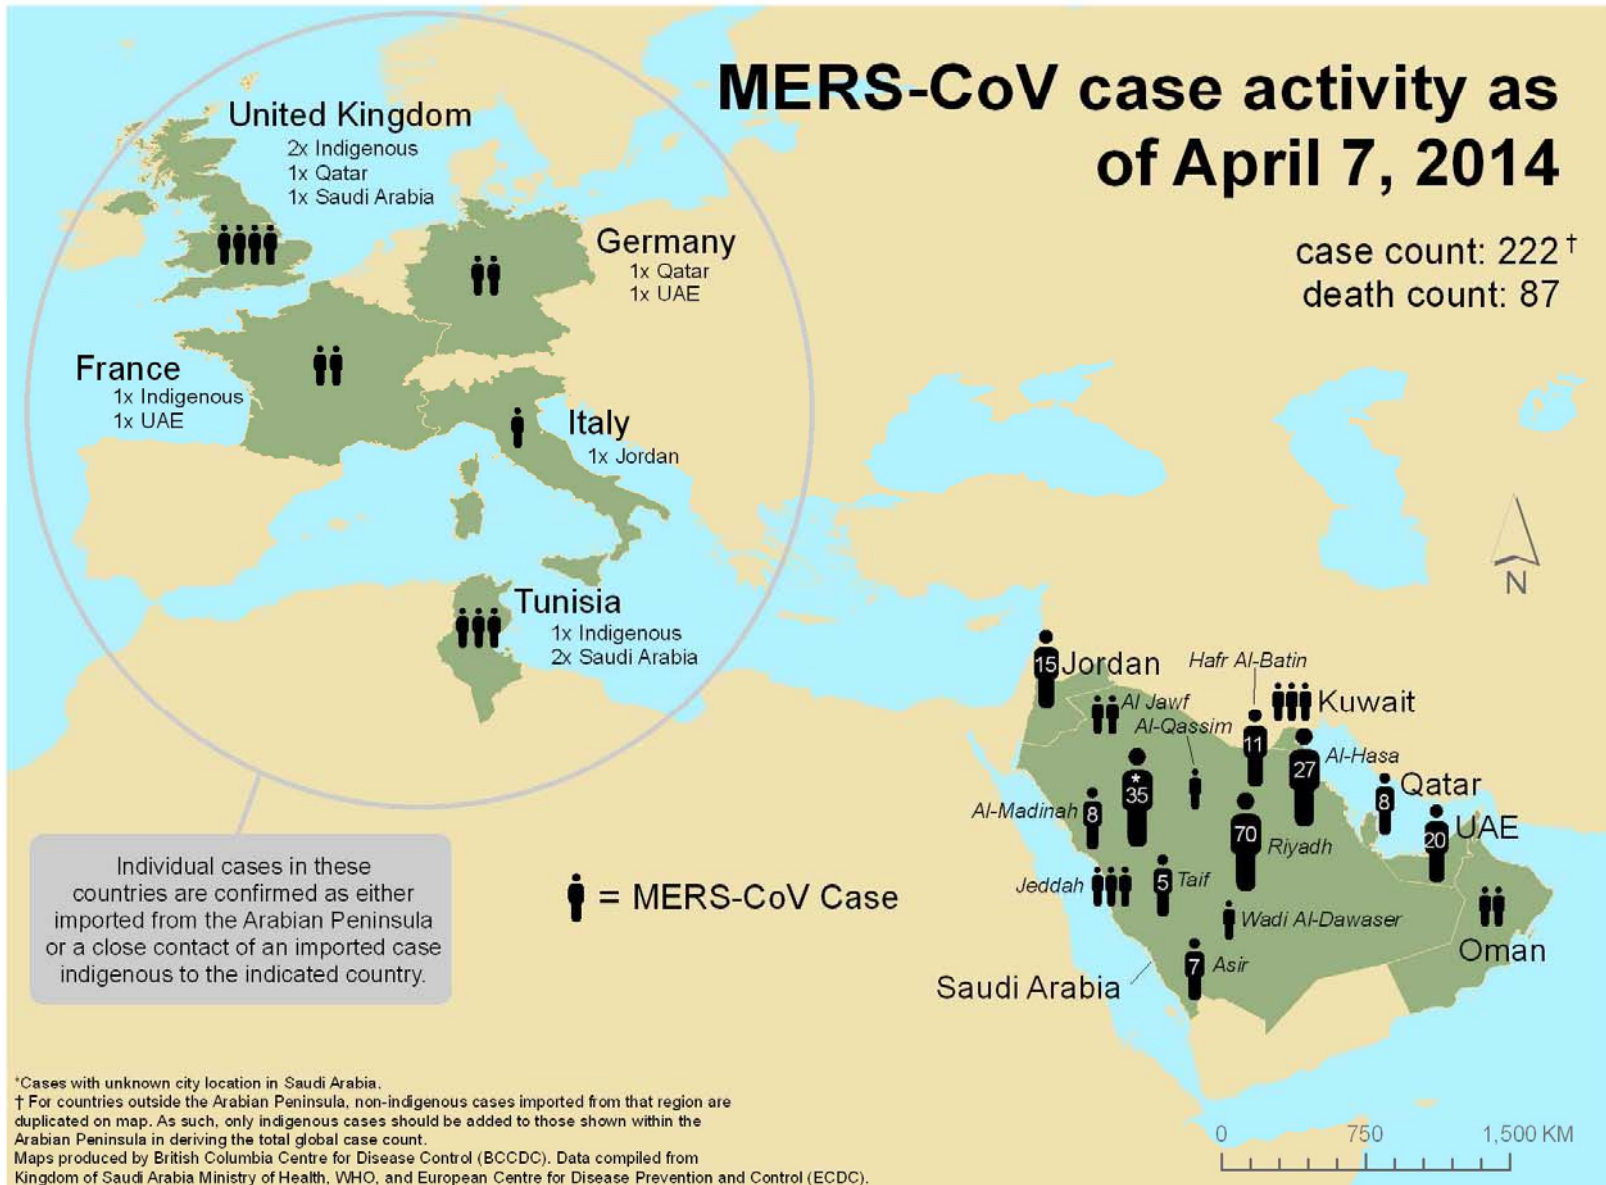 MERS-CoV case activity as
of April 7, 2014
case count: 222†
death count: 87
United Kingdom
2x Indigenous
1x Qatar
1x Saudi Arabia
Germany
1x Qatar
1x UAE
France
1x Indigenous
1x UAE
Italy
1x Jordan
Tunisia
1x Indigenous
2x Saudi Arabia
N
15
Jordan
Hafr Al-Batin
Al Jawf
Kuwait
Al-Qassim
11
Al-Hasa
27
*
35
Al-Madinah
8
Qatar
8
UAE
20
70
Riyadh
Jeddah
5
Taif
Wadi Al-Dawaser
Oman
7
Asir
Saudi Arabia
Individual cases in these
countries are confirmed as either
imported from the Arabian Peninsula
or a close contact of an imported case
indigenous to the indicated country.
= MERS-CoV Case
*Cases with unknown city location in Saudi Arabia.
† For countries outside the Arabian Peninsula, non-indigenous cases imported from that region are
duplicated on map. As such, only indigenous cases should be added to those shown within the
Arabian Peninsula in deriving the total global case count.
Maps produced by British Columbia Centre for Disease Control (BCCDC). Data compiled from
Kingdom of Saudi Arabia Ministry of Health, WHO, and European Centre for Disease Prevention and Control (ECDC).
0 750 1,500 KM